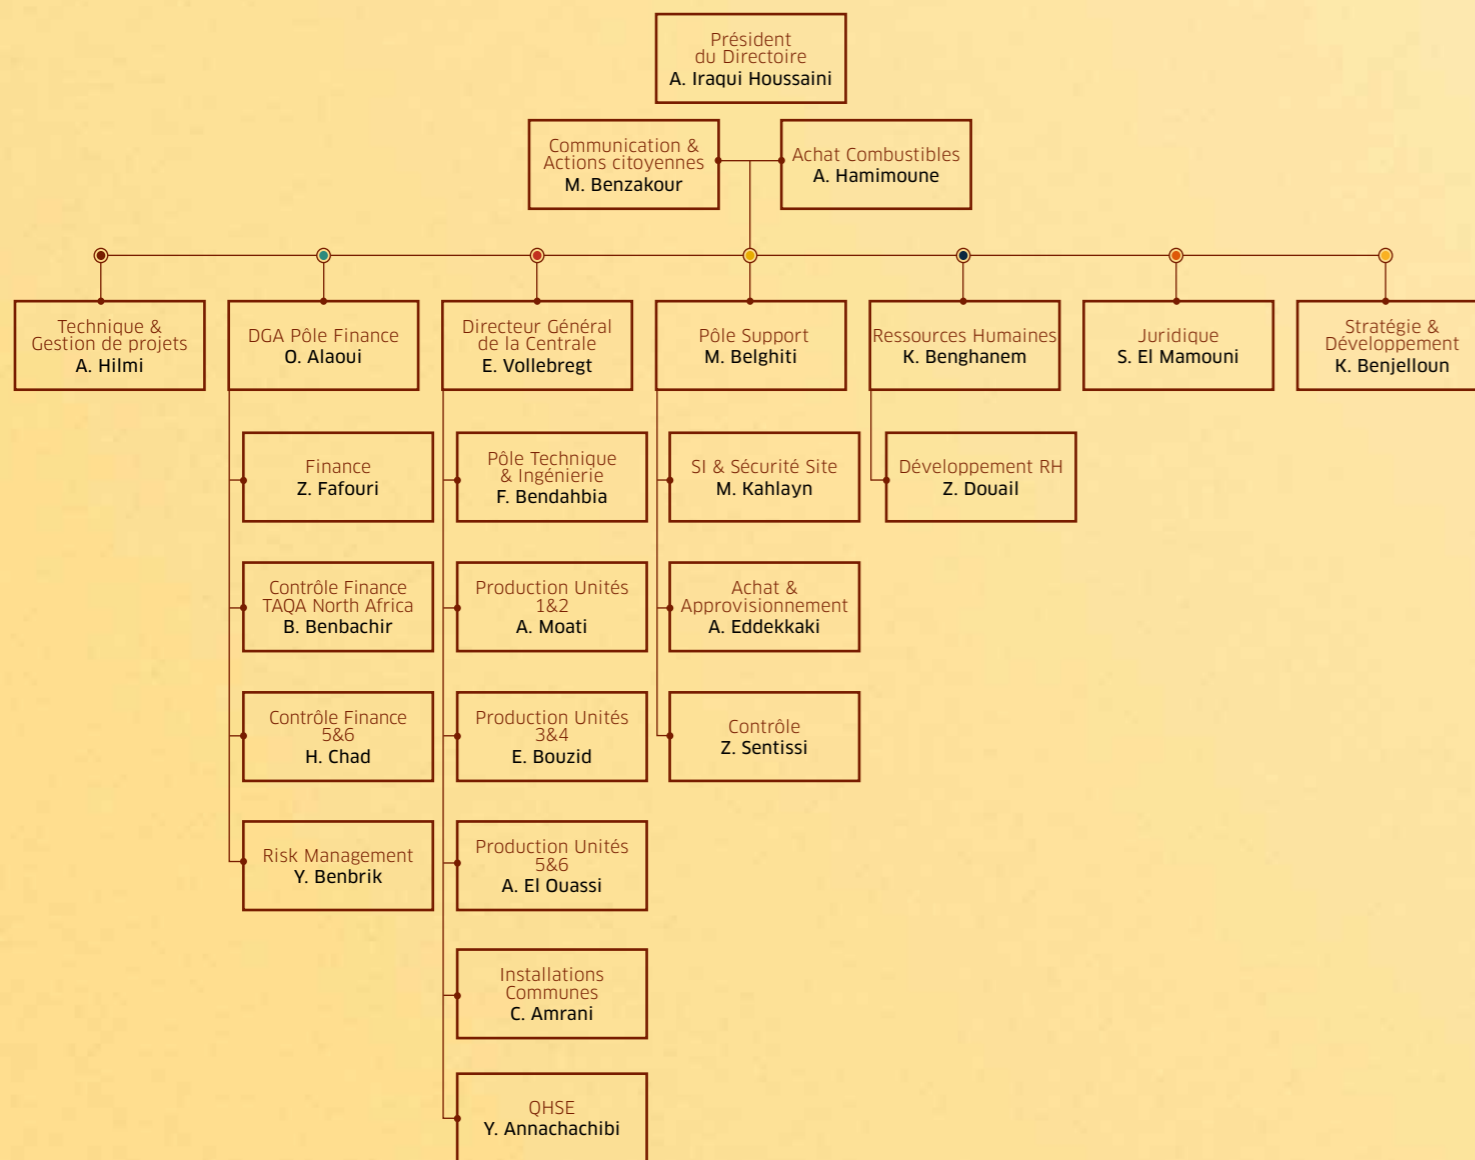 Président
du Directoire
A. Iraqui Houssaini
Communication &
Actions citoyennes
M. Benzakour
Achat Combustibles
A. Hamimoune
Technique &
Gestion de projets
A. Hilmi
DGA Pôle Finance
O. Alaoui
Directeur Général
de la Centrale
E. Vollebregt
Pôle Support
M. Belghiti
Ressources Humaines
K. Benghanem
Juridique
S. El Mamouni
Stratégie &
Développement
K. Benjelloun
Finance
Z. Fafouri
Pôle Technique
& Ingénierie
F. Bendahbia
SI & Sécurité Site
M. Kahlayn
Développement RH
Z. Douail
Contrôle Finance
TAQA North Africa
B. Benbachir
Production Unités
1&2
A. Moati
Achat &
Approvisionnement
A. Eddekkaki
Contrôle Finance
5&6
H. Chad
Production Unités
3&4
E. Bouzid
Contrôle
Z. Sentissi
Risk Management
Y. Benbrik
Production Unités
5&6
A. El Ouassi
Installations
Communes
C. Amrani
QHSE
Y. Annachachibi